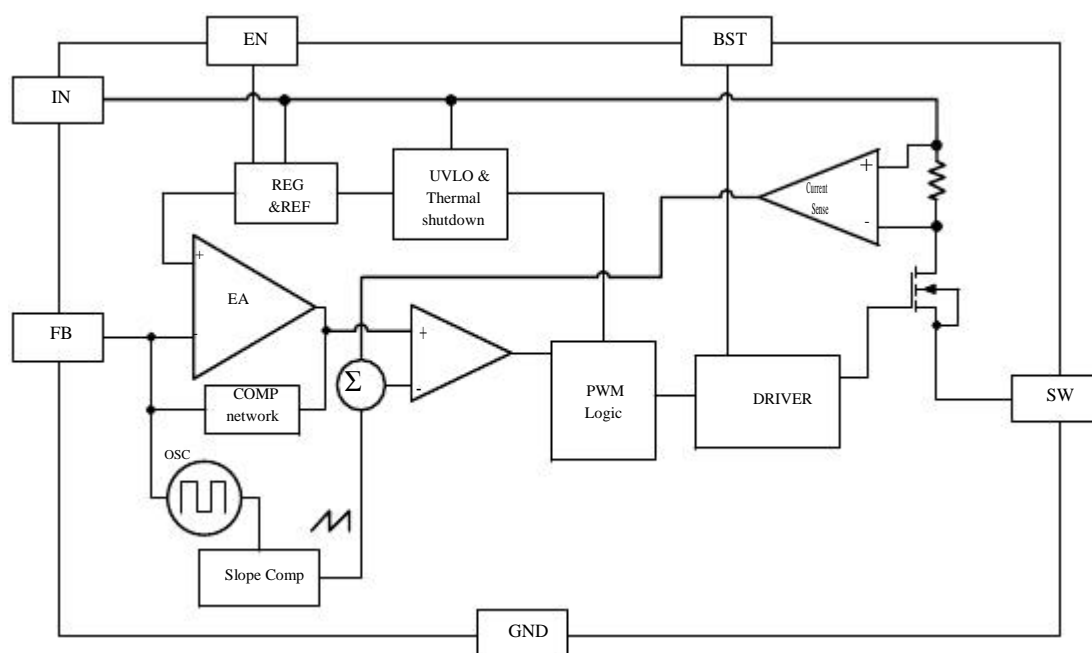 EN
BST
IN
REG
&REF
UVLO &
Thermal
shutdown
+
Current
Sense
-
+
EA
-
FB
+
-
Σ
COMP
network
PWM
Logic
DRIVER
SW
OSC
Slope Comp
GND